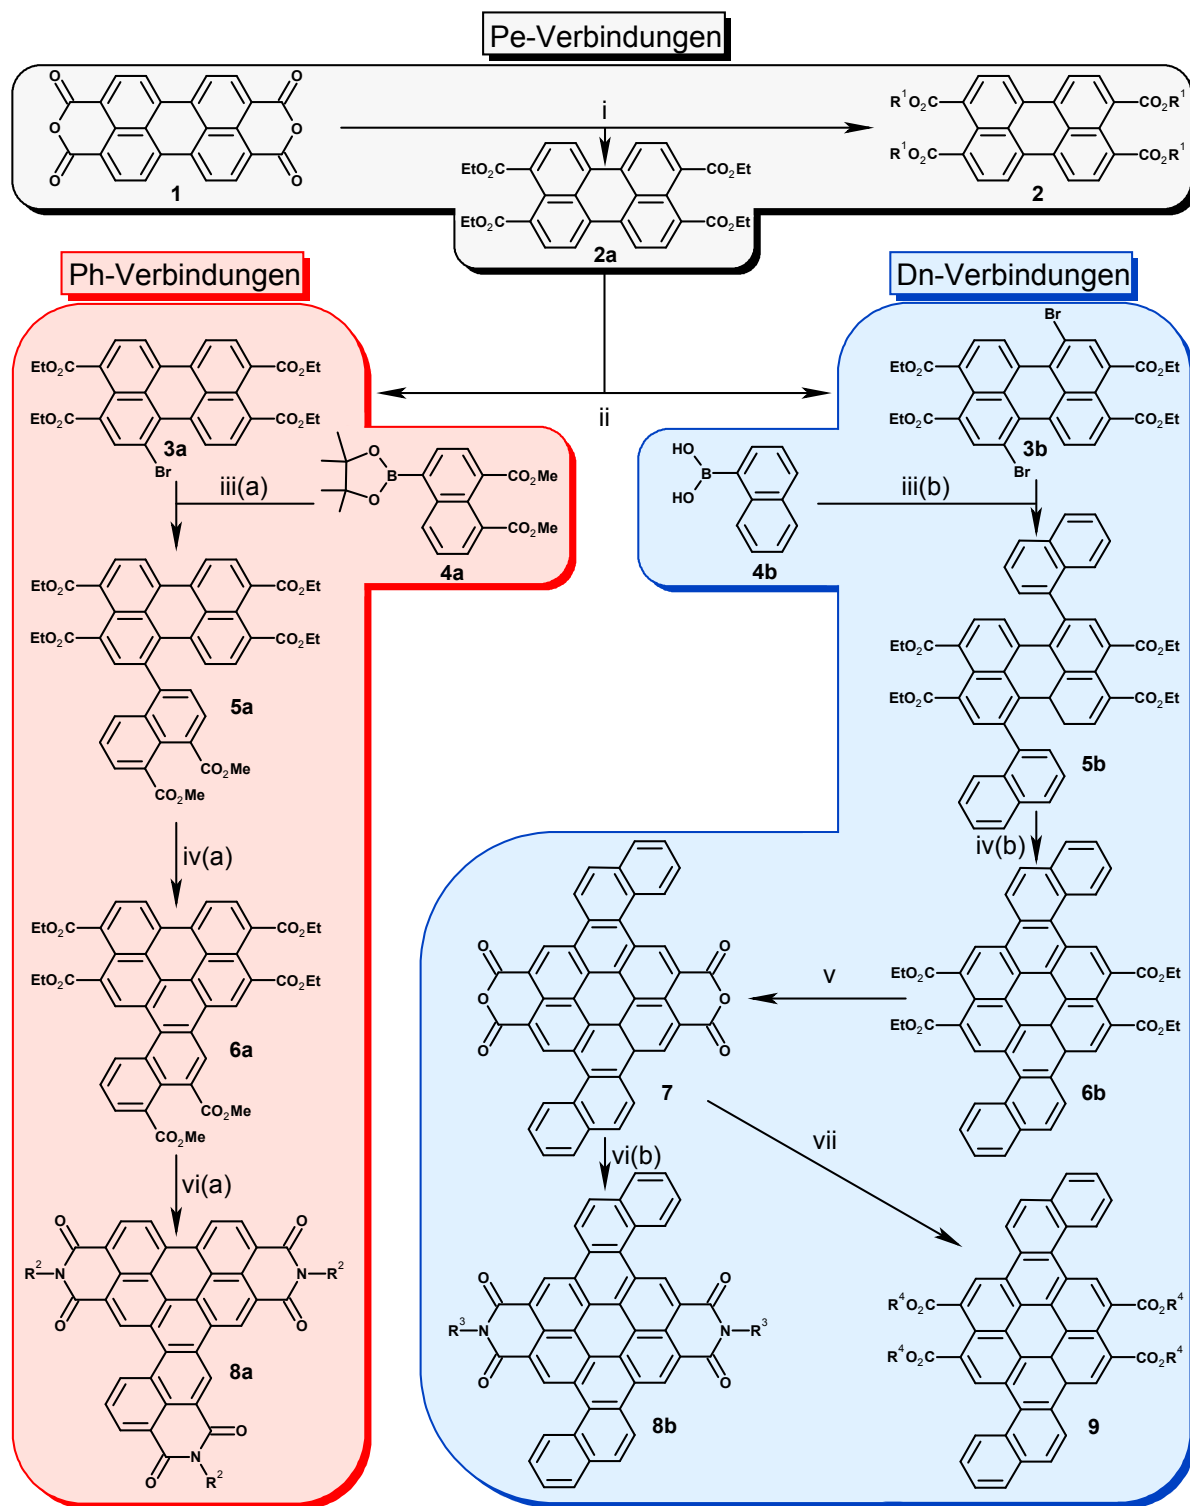 Pe-Verbindungen
O O
O O
O O
1
i
R¹O₂C CO₂R¹
R¹O₂C CO₂R¹
2
EtO₂C CO₂Et
EtO₂C CO₂Et
2a
Ph-Verbindungen
Dn-Verbindungen
EtO₂C CO₂Et
EtO₂C CO₂Et
3a
Br
ii
Br
EtO₂C CO₂Et
EtO₂C CO₂Et
3b
Br
iii(a)
O
B
O
CO₂Me
CO₂Me
4a
HO
B
HO
4b
iii(b)
EtO₂C CO₂Et
EtO₂C CO₂Et
5a
CO₂Me
CO₂Me
EtO₂C CO₂Et
EtO₂C CO₂Et
5b
iv(a)
iv(b)
EtO₂C CO₂Et
EtO₂C CO₂Et
6a
CO₂Me
CO₂Me
O O
O O
O O
7
v
EtO₂C CO₂Et
EtO₂C CO₂Et
6b
vi(a)
vi(b)
vii
O O
R²-N N-R²
O O
8a
O
N
O
R²
O O
R³-N N-R³
O O
8b
R⁴O₂C CO₂R⁴
R⁴O₂C CO₂R⁴
9